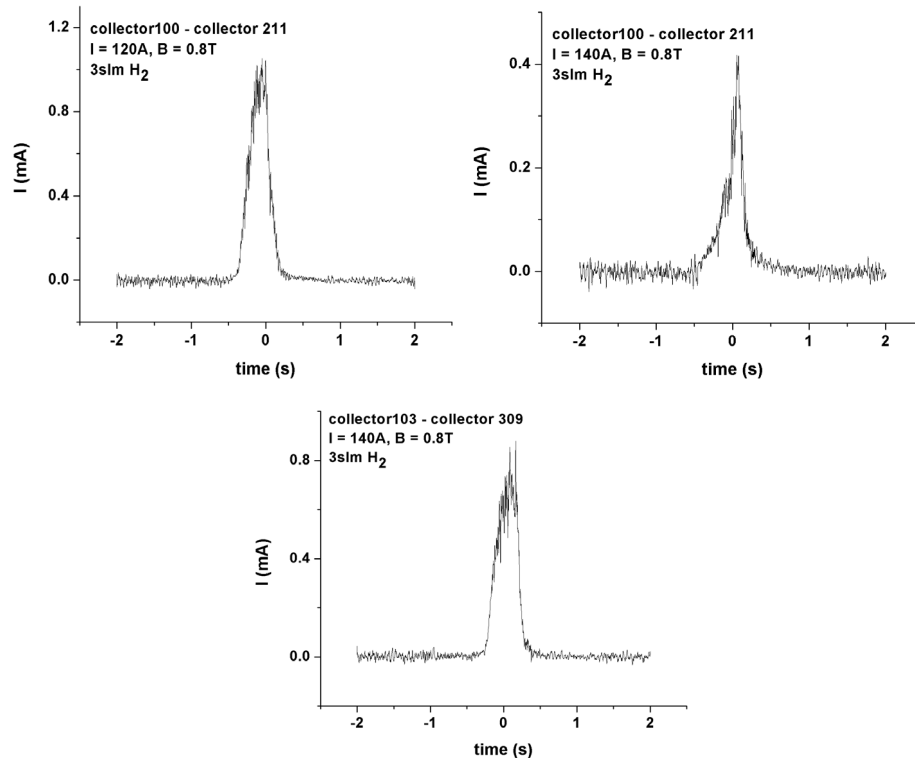 collector100 - collector 211
I = 120A, B = 0.8T
3slm H2
1.2
0.8
0.4
0.0
I (mA)
-2
-1
0
1
2
time (s)
collector100 - collector 211
I = 140A, B = 0.8T
3slm H2
0.4
0.2
0.0
I (mA)
-2
-1
0
1
2
time (s)
collector103 - collector 309
I = 140A, B = 0.8T
3slm H2
0.8
0.4
0.0
I (mA)
-2
-1
0
1
2
time (s)